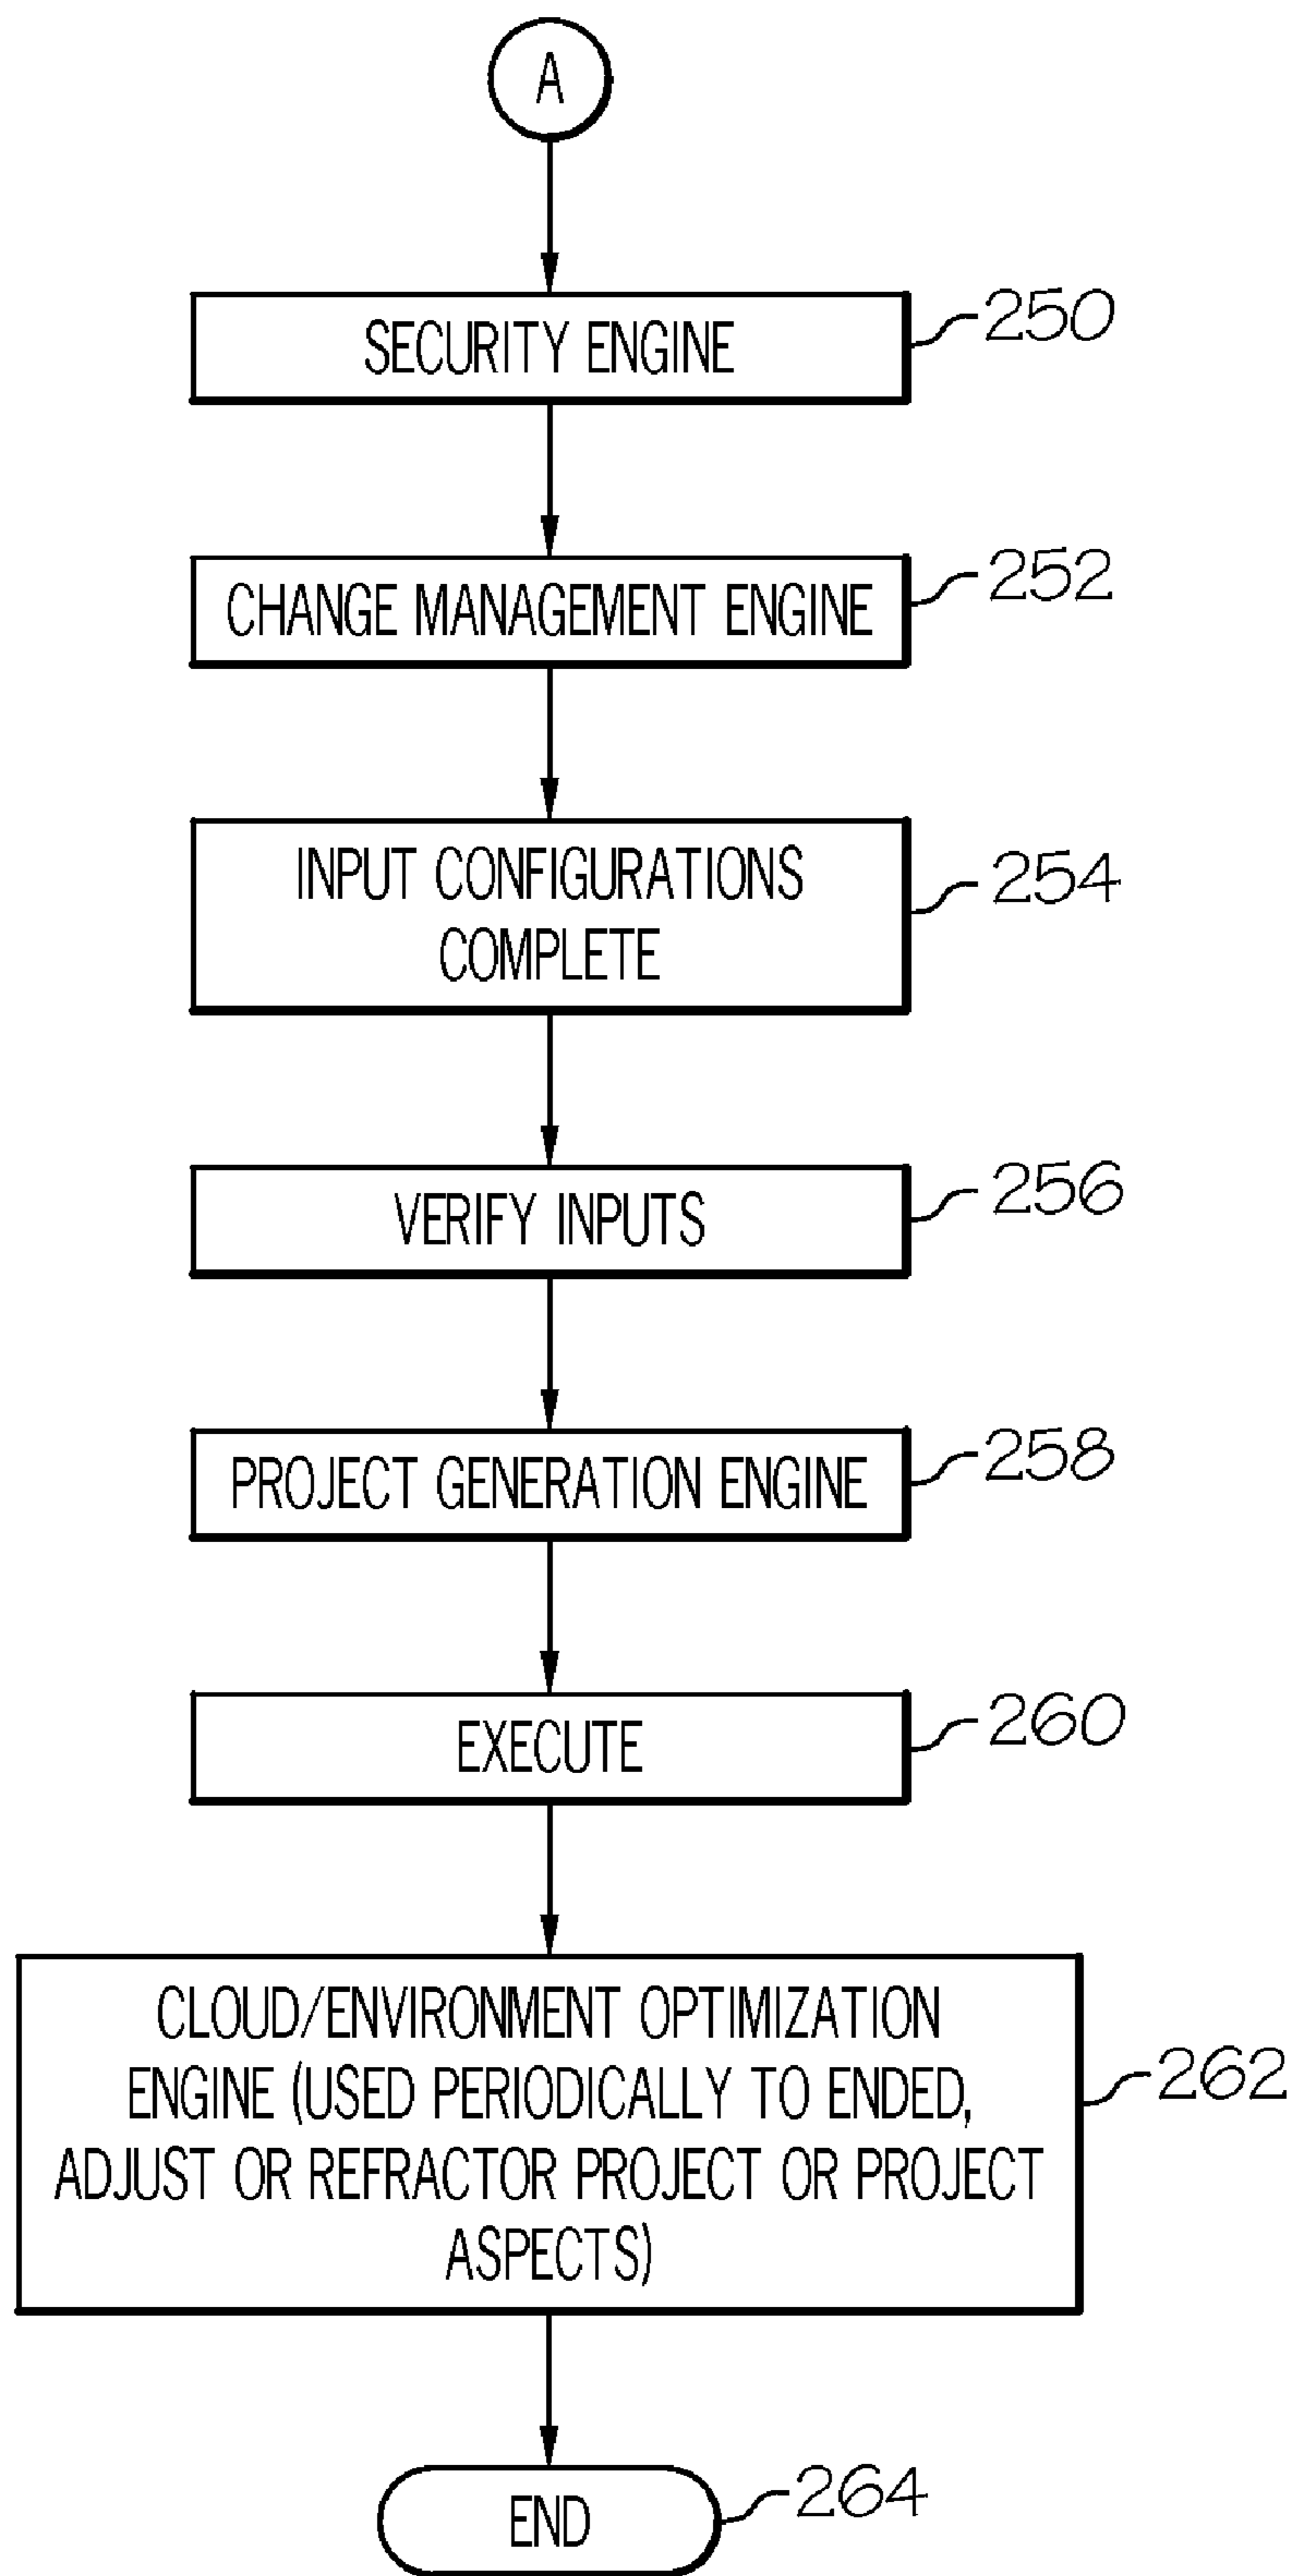 A
SECURITY ENGINE
250
CHANGE MANAGEMENT ENGINE
252
INPUT CONFIGURATIONS
COMPLETE
254
VERIFY INPUTS
256
PROJECT GENERATION ENGINE
258
EXECUTE
260
CLOUD/ENVIRONMENT OPTIMIZATION
ENGINE (USED PERIODICALLY TO ENDED,
ADJUST OR REFRACTOR PROJECT OR PROJECT
ASPECTS)
262
END
264